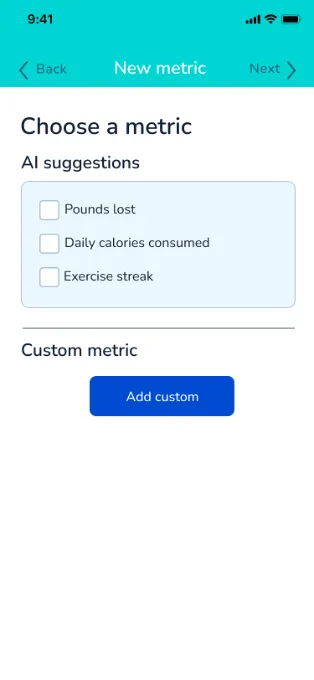 9:41
Back New metric Next
Choose a metric
AI suggestions
Pounds lost
Daily calories consumed
Exercise streak
Custom metric
Add custom